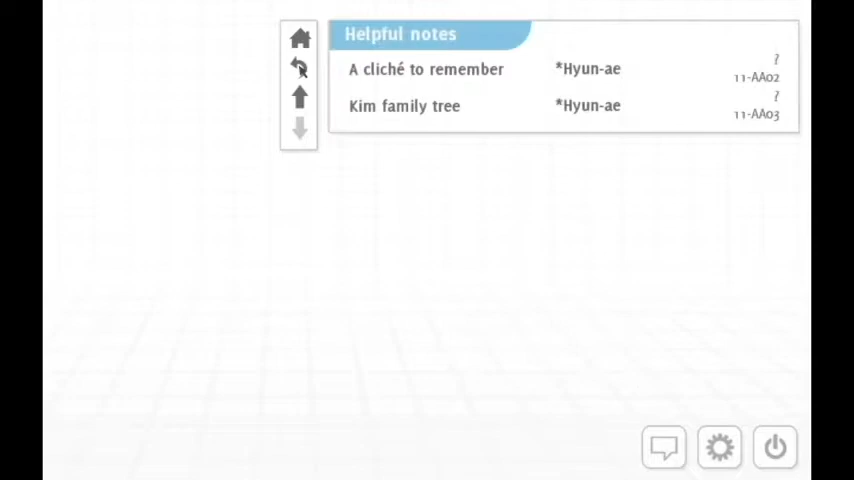 Helpful notes
A cliché to remember *Hyun-ae ?
11-AA02
Kim family tree *Hyun-ae ?
11-AA03